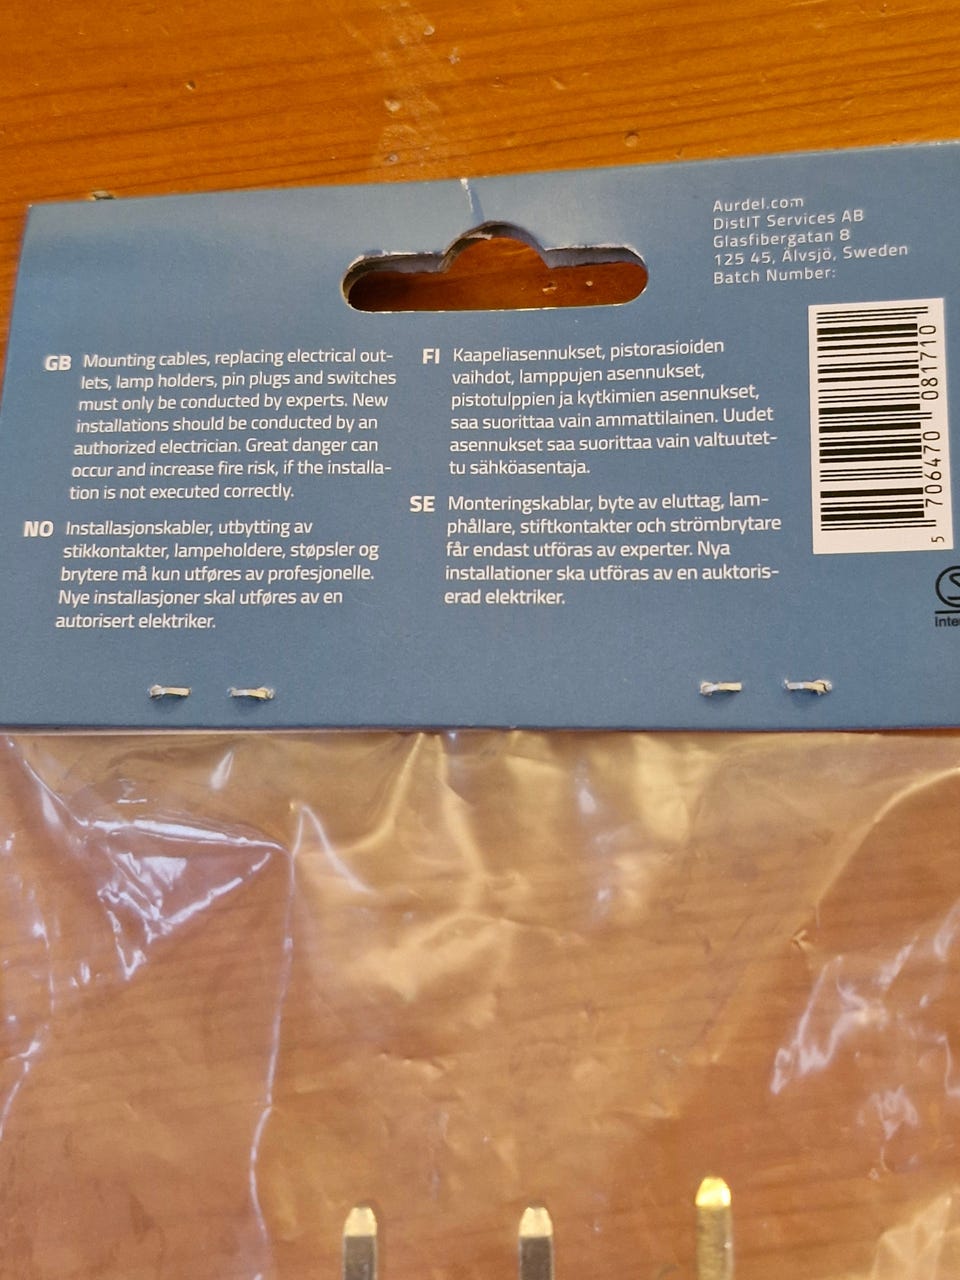 Aurdel.com
DistIT Services AB
Glasfibergatan 8
125 45, Älvsjö, Sweden
Batch Number:
GB Mounting cables, replacing electrical out-
lets, lamp holders, pin plugs and switches
must only be conducted by experts. New
installations should be conducted by an
authorized electrician. Great danger can
occur and increase fire risk, if the installa-
tion is not executed correctly.
NO Installasjonskabler, utbytting av
stikkontakter, lampeholdere, støpsler og
brytere må kun utføres av profesjonelle.
Nye installasjoner skal utføres av en
autorisert elektriker.
FI Kaapeliasennukset, pistorasioiden
vaihdot, lamppujen asennukset,
pistotulppien ja kytkimien asennukset,
saa suorittaa vain ammattilainen. Uudet
asennukset saa suorittaa vain valtuutet-
tu sähköasentaja.
SE Monteringskablar, byte av eluttag, lam-
phållare, stiftkontakter och strömbrytare
får endast utföras av experter. Nya
installationer ska utföras av en auktoris-
erad elektriker.
5 706470 081710